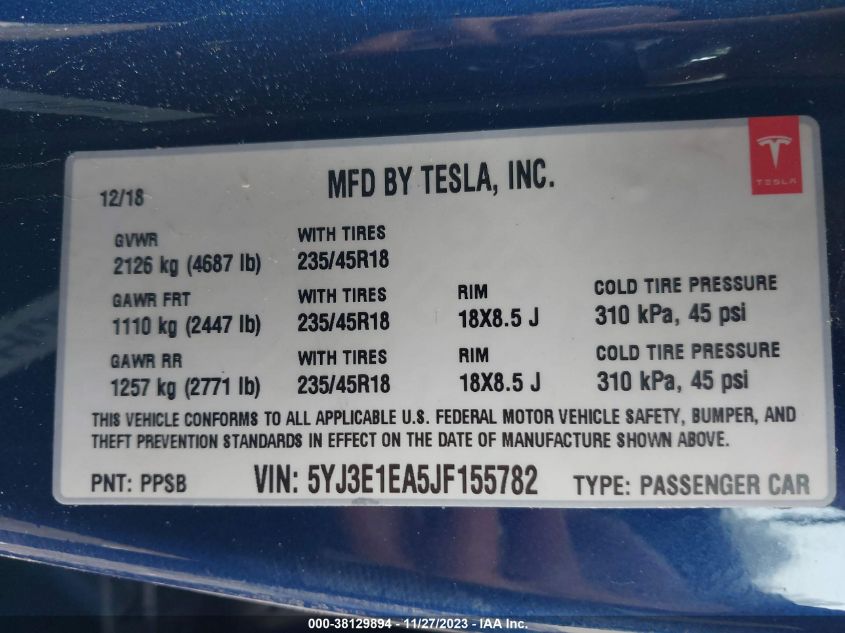 MFD BY TESLA, INC.
TESLA
12/18
GVWR
2126 kg (4687 lb)
WITH TIRES
235/45R18
GAWR FRT
1110 kg (2447 lb)
WITH TIRES
235/45R18
RIM
18X8.5 J
COLD TIRE PRESSURE
310 kPa, 45 psi
GAWR RR
1257 kg (2771 lb)
WITH TIRES
235/45R18
RIM
18X8.5 J
COLD TIRE PRESSURE
310 kPa, 45 psi
THIS VEHICLE CONFORMS TO ALL APPLICABLE U.S. FEDERAL MOTOR VEHICLE SAFETY, BUMPER, AND
THEFT PREVENTION STANDARDS IN EFFECT ON THE DATE OF MANUFACTURE SHOWN ABOVE.
PNT: PPSB
VIN: 5YJ3E1EA5JF155782
TYPE: PASSENGER CAR
000-38129894 - 11/27/2023 - IAA Inc.